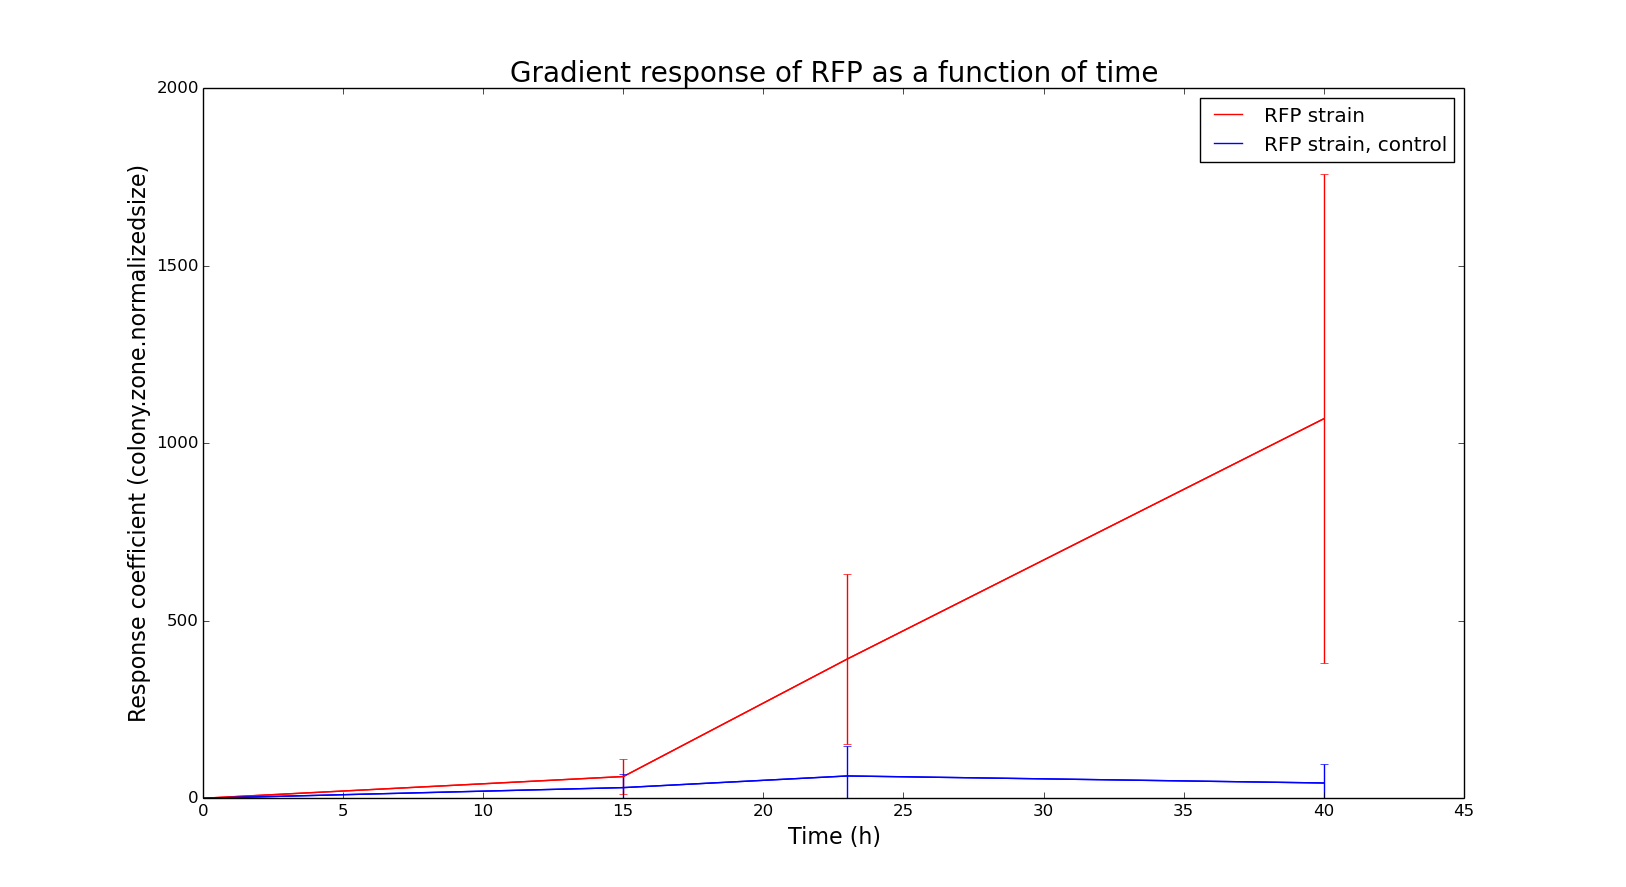 Gradient response of RFP as a function of time
RFP strain
RFP strain, control
Response coefficient (colony.zone.normalizedsize)
2000
1500
1000
500
0
0 5 10 15 20 25 30 35 40 45
Time (h)